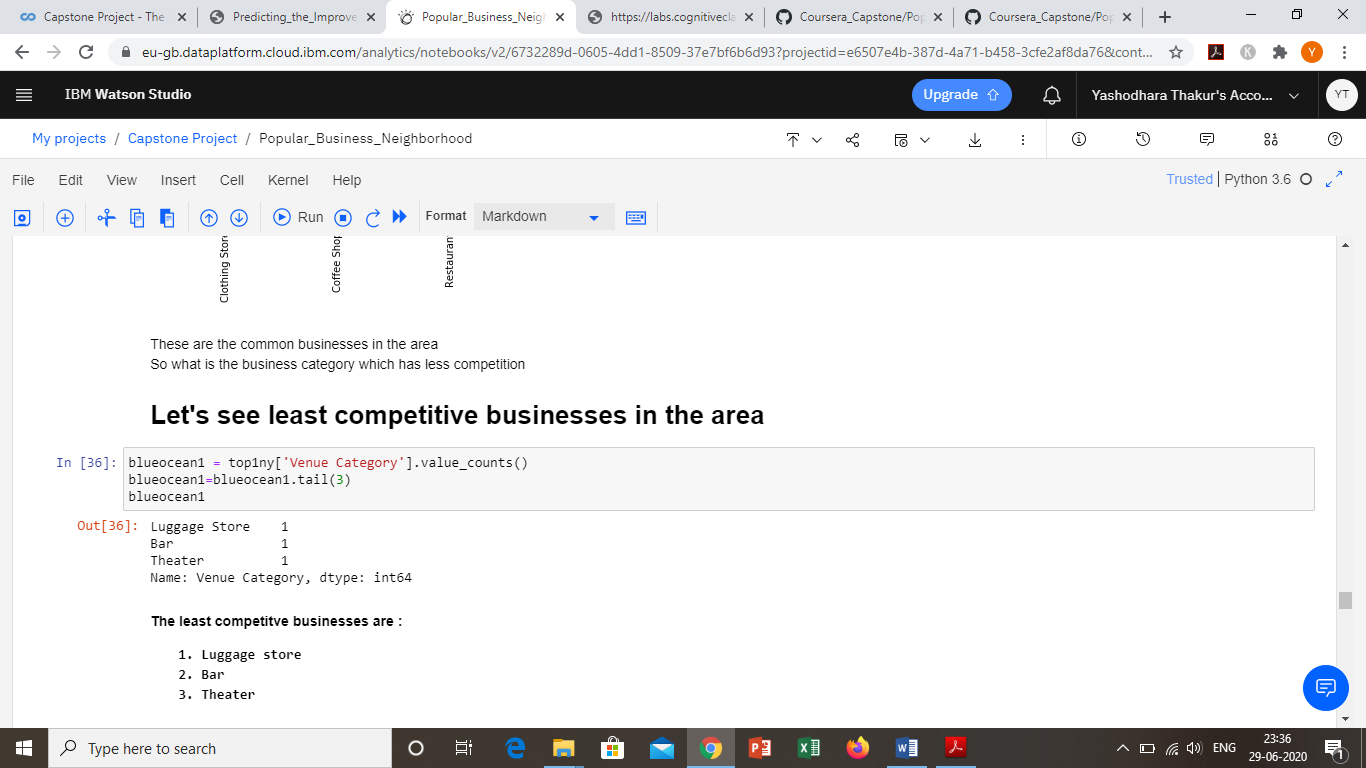 Capstone Project - The
Predicting_the_Improve
Popular_Business_Neigh
https://labs.cognitivecla
Coursera_Capstone/Pop
Coursera_Capstone/Pop
eu-gb.dataplatform.cloud.ibm.com/analytics/notebooks/v2/6732289d-0605-4dd1-8509-37e7bf6b6d93?projectid=e6507e4b-387d-4a71-b458-3cfe2af8da76&cont...
K
Y
IBM Watson Studio
Upgrade
Yashodhara Thakur's Acco...
YT
My projects / Capstone Project / Popular_Business_Neighborhood
File Edit View Insert Cell Kernel Help
Trusted | Python 3.6
Run
Format
Markdown
Clothing Store
Coffee Shop
Restaurant
These are the common businesses in the area
So what is the business category which has less competition
Let's see least competitive businesses in the area
In [36]: blueocean1 = top1ny['Venue Category'].value_counts()
blueocean1=blueocean1.tail(3)
blueocean1
Out[36]: Luggage Store 1
Bar 1
Theater 1
Name: Venue Category, dtype: int64
The least competitve businesses are :
1. Luggage store
2. Bar
3. Theater
Type here to search
ENG
23:36
29-06-2020
1